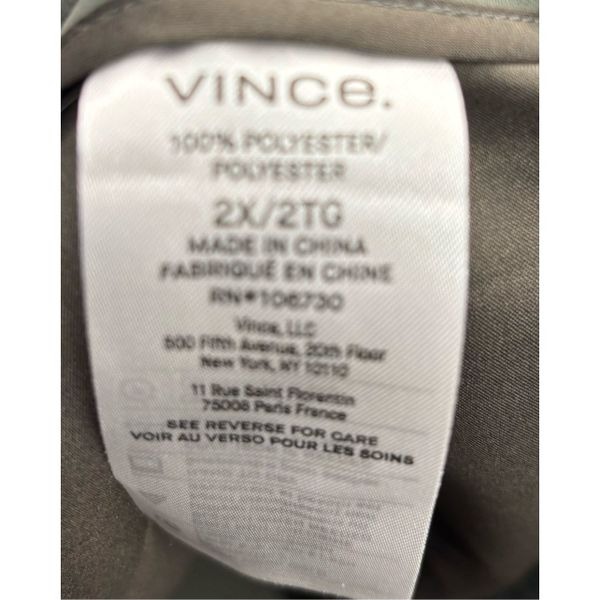 VINCe.
100% POLYESTER/
POLYESTER
2X/2TG
MADE IN CHINA
FABRIQUÉ EN CHINE
RN#106730
Vince, LLC
500 Fifth Avenue, 20th Floor
New York, NY 10110
11 Rue Saint Florentin
75008 Paris France
SEE REVERSE FOR CARE
VOIR AU VERSO POUR LES SOINS